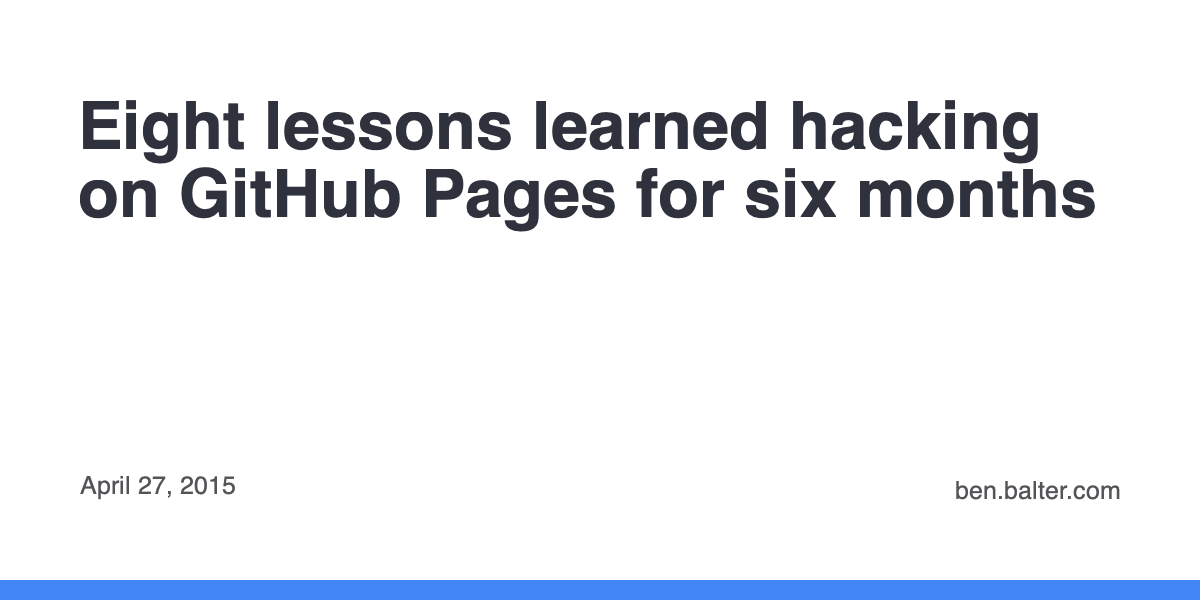 Eight lessons learned hacking
on GitHub Pages for six months
April 27, 2015
ben.balter.com